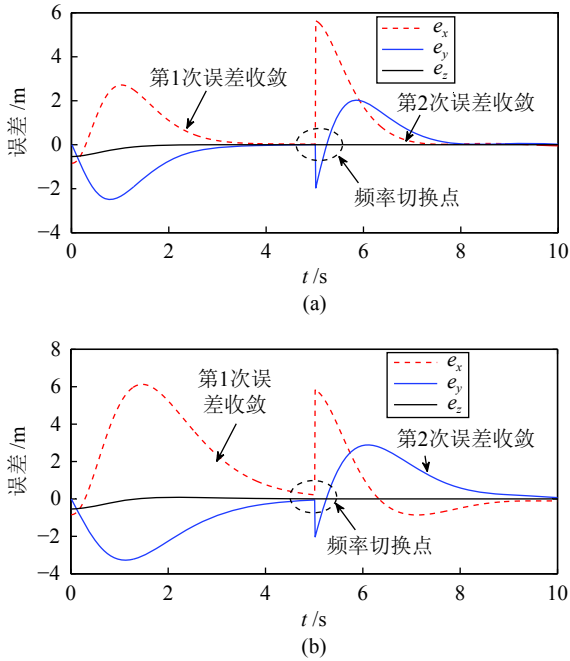 6
4
2
0
−2
−4
误差 /m
e_x
e_y
e_z
第1次误差收敛
第2次误差收敛
频率切换点
0 2 4 6 8 10
t /s
(a)
8
6
4
2
0
−2
−4
误差 /m
e_x
e_y
e_z
第1次误
差收敛
第2次误差收敛
频率切换点
0 2 4 6 8 10
t /s
(b)